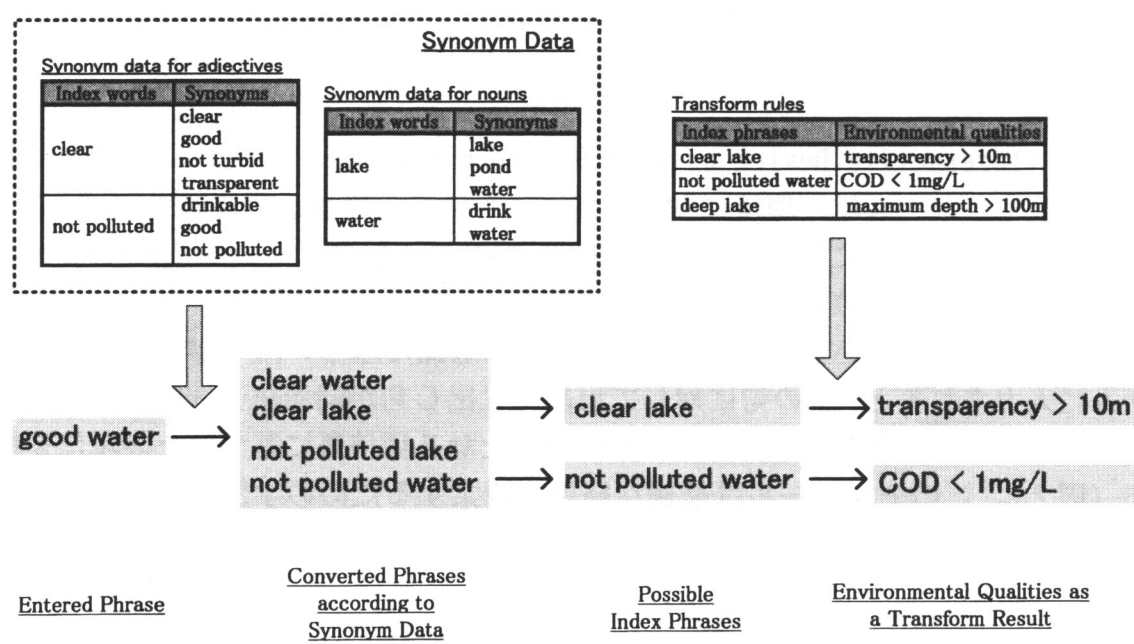 Synonym Data
Synonym data for adjectives
Index words Synonyms
clear
clear
good
not turbid
transparent
not polluted
drinkable
good
not polluted
Synonym data for nouns
Index words Synonyms
lake
lake
pond
water
water
drink
water
Transform rules
Index phrases Environmental qualities
clear lake transparency > 10m
not polluted water COD < 1mg/L
deep lake maximum depth > 100m
good water
clear water
clear lake
not polluted lake
not polluted water
clear lake
not polluted water
transparency > 10m
COD < 1mg/L
Entered Phrase
Converted Phrases
according to
Synonym Data
Possible
Index Phrases
Environmental Qualities as
a Transform Result